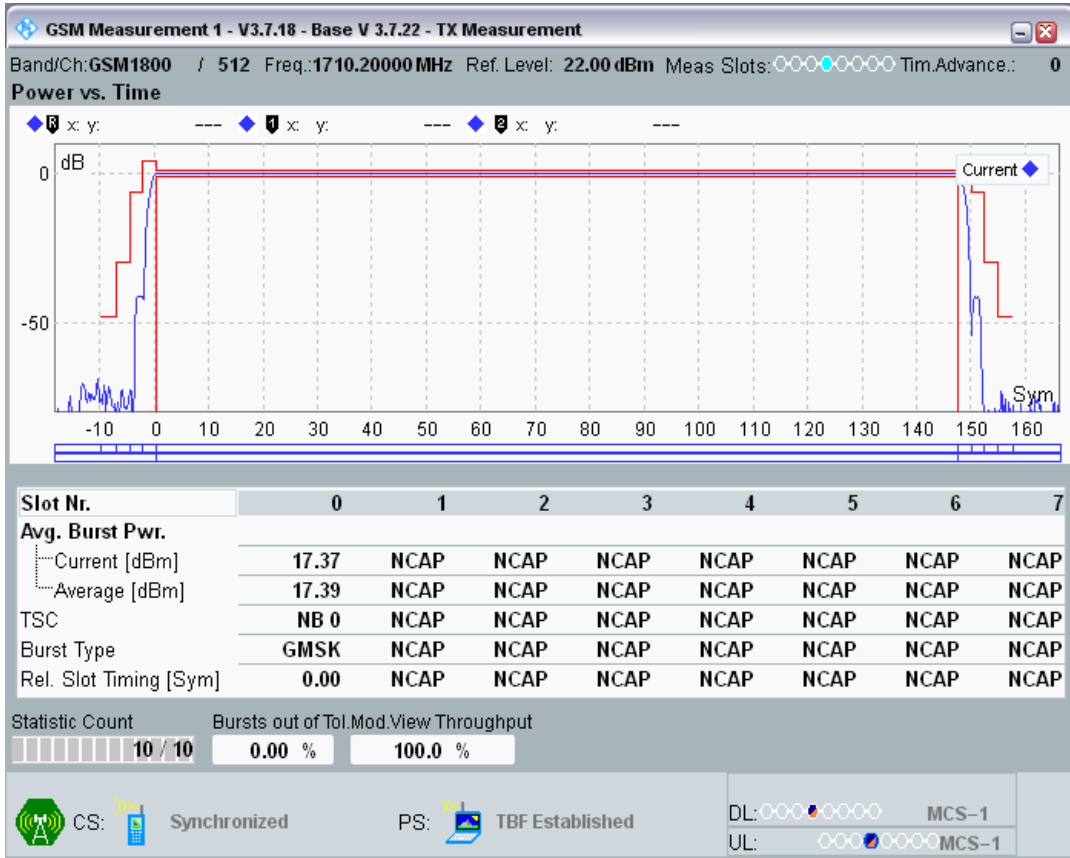 GSM Measurement 1 - V3.7.18 - Base V 3.7.22 - TX Measurement
Band/Ch:GSM1800 / 512 Freq.:1710.20000 MHz Ref. Level: 22.00 dBm Meas Slots: Tim.Advance.: 0
Power vs. Time
R x: y: --- 1 x: y: --- 2 x: y: ---
dB
Current
0
-50
Sym
-10 0 10 20 30 40 50 60 70 80 90 100 110 120 130 140 150 160
Slot Nr. 0 1 2 3 4 5 6 7
Avg. Burst Pwr.
Current [dBm] 17.37 NCAP NCAP NCAP NCAP NCAP NCAP NCAP
Average [dBm] 17.39 NCAP NCAP NCAP NCAP NCAP NCAP NCAP
TSC NB 0 NCAP NCAP NCAP NCAP NCAP NCAP NCAP
Burst Type GMSK NCAP NCAP NCAP NCAP NCAP NCAP NCAP
Rel. Slot Timing [Sym] 0.00 NCAP NCAP NCAP NCAP NCAP NCAP NCAP
Statistic Count Bursts out of Tol.Mod.View Throughput
10 / 10 0.00 % 100.0 %
CS: Synchronized PS: TBF Established DL: MCS-1
UL: MCS-1